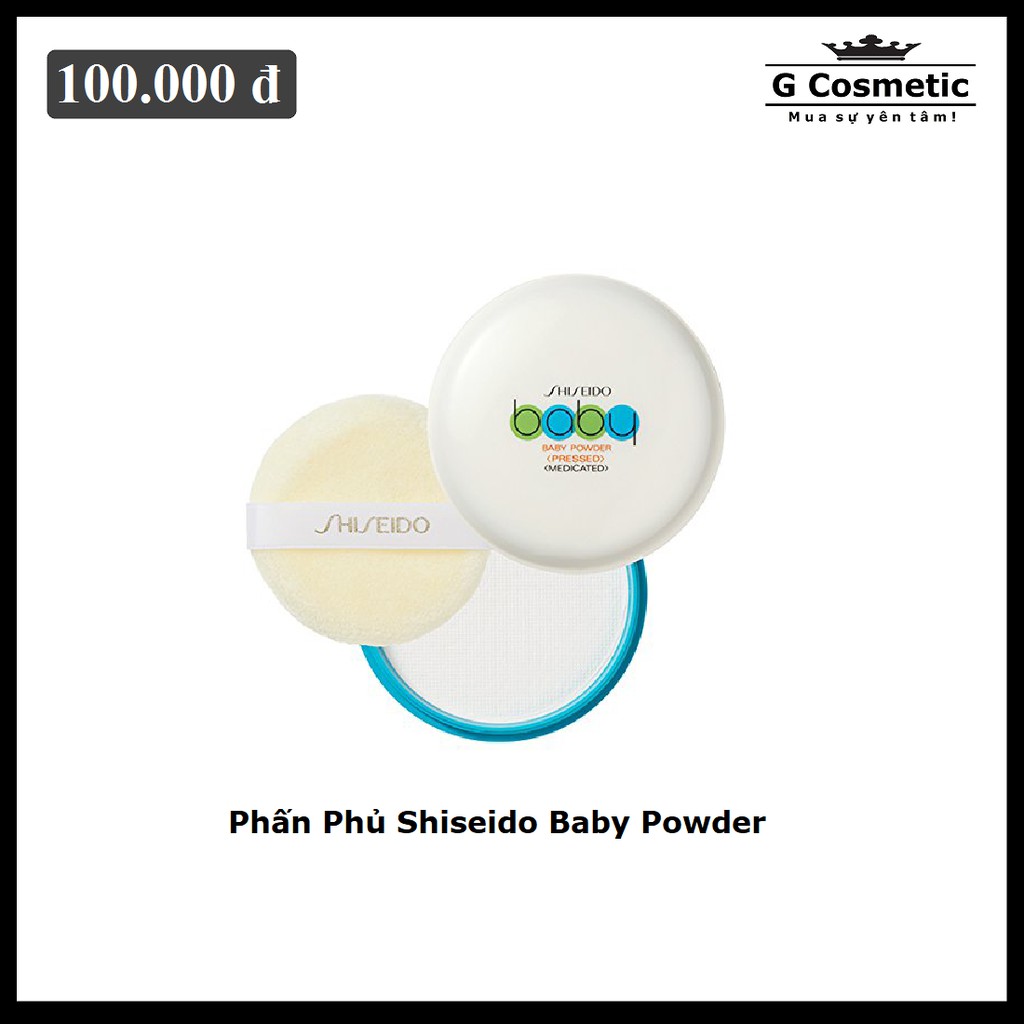 100.000 đ
G Cosmetic
Mua sự yên tâm!
SHISEIDO
baby
BABY POWDER
(PRESSED)
<MEDICATED>
SHISEIDO
Phấn Phủ Shiseido Baby Powder